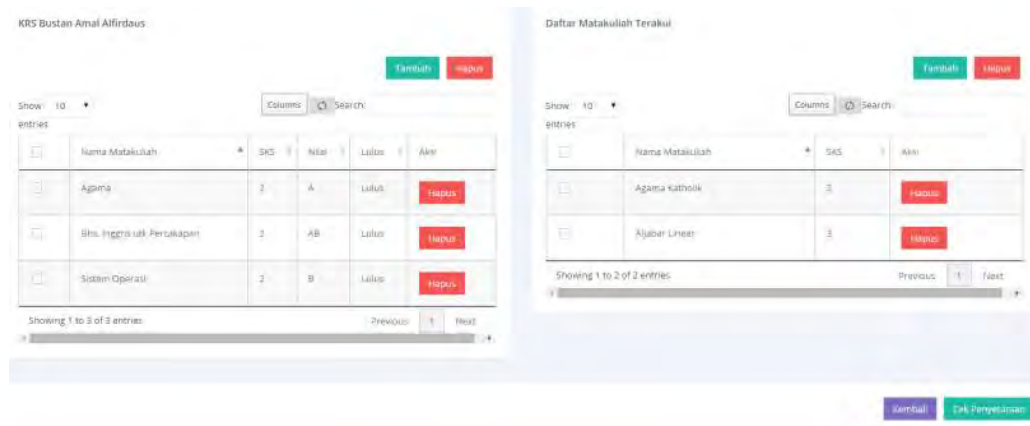 KRS Bustan Amal Alfirdaus
Tambah Hapus
Show 10 entries
Columns Search:
Nama Matakuliah SKS Nilai Lulus Aksi
Agama 2 A Lulus Hapus
Bhs. Inggris utk Percakapan 2 AB Lulus Hapus
Sistem Operasi 2 B Lulus Hapus
Showing 1 to 3 of 3 entries
Previous 1 Next
Daftar Matakuliah Terakui
Tambah Hapus
Show 10 entries
Columns Search:
Nama Matakuliah SKS Aksi
Agama Katholik 3 Hapus
Aljabar Linear 3 Hapus
Showing 1 to 2 of 2 entries
Previous 1 Next
Kembali Cek Penyetaraan